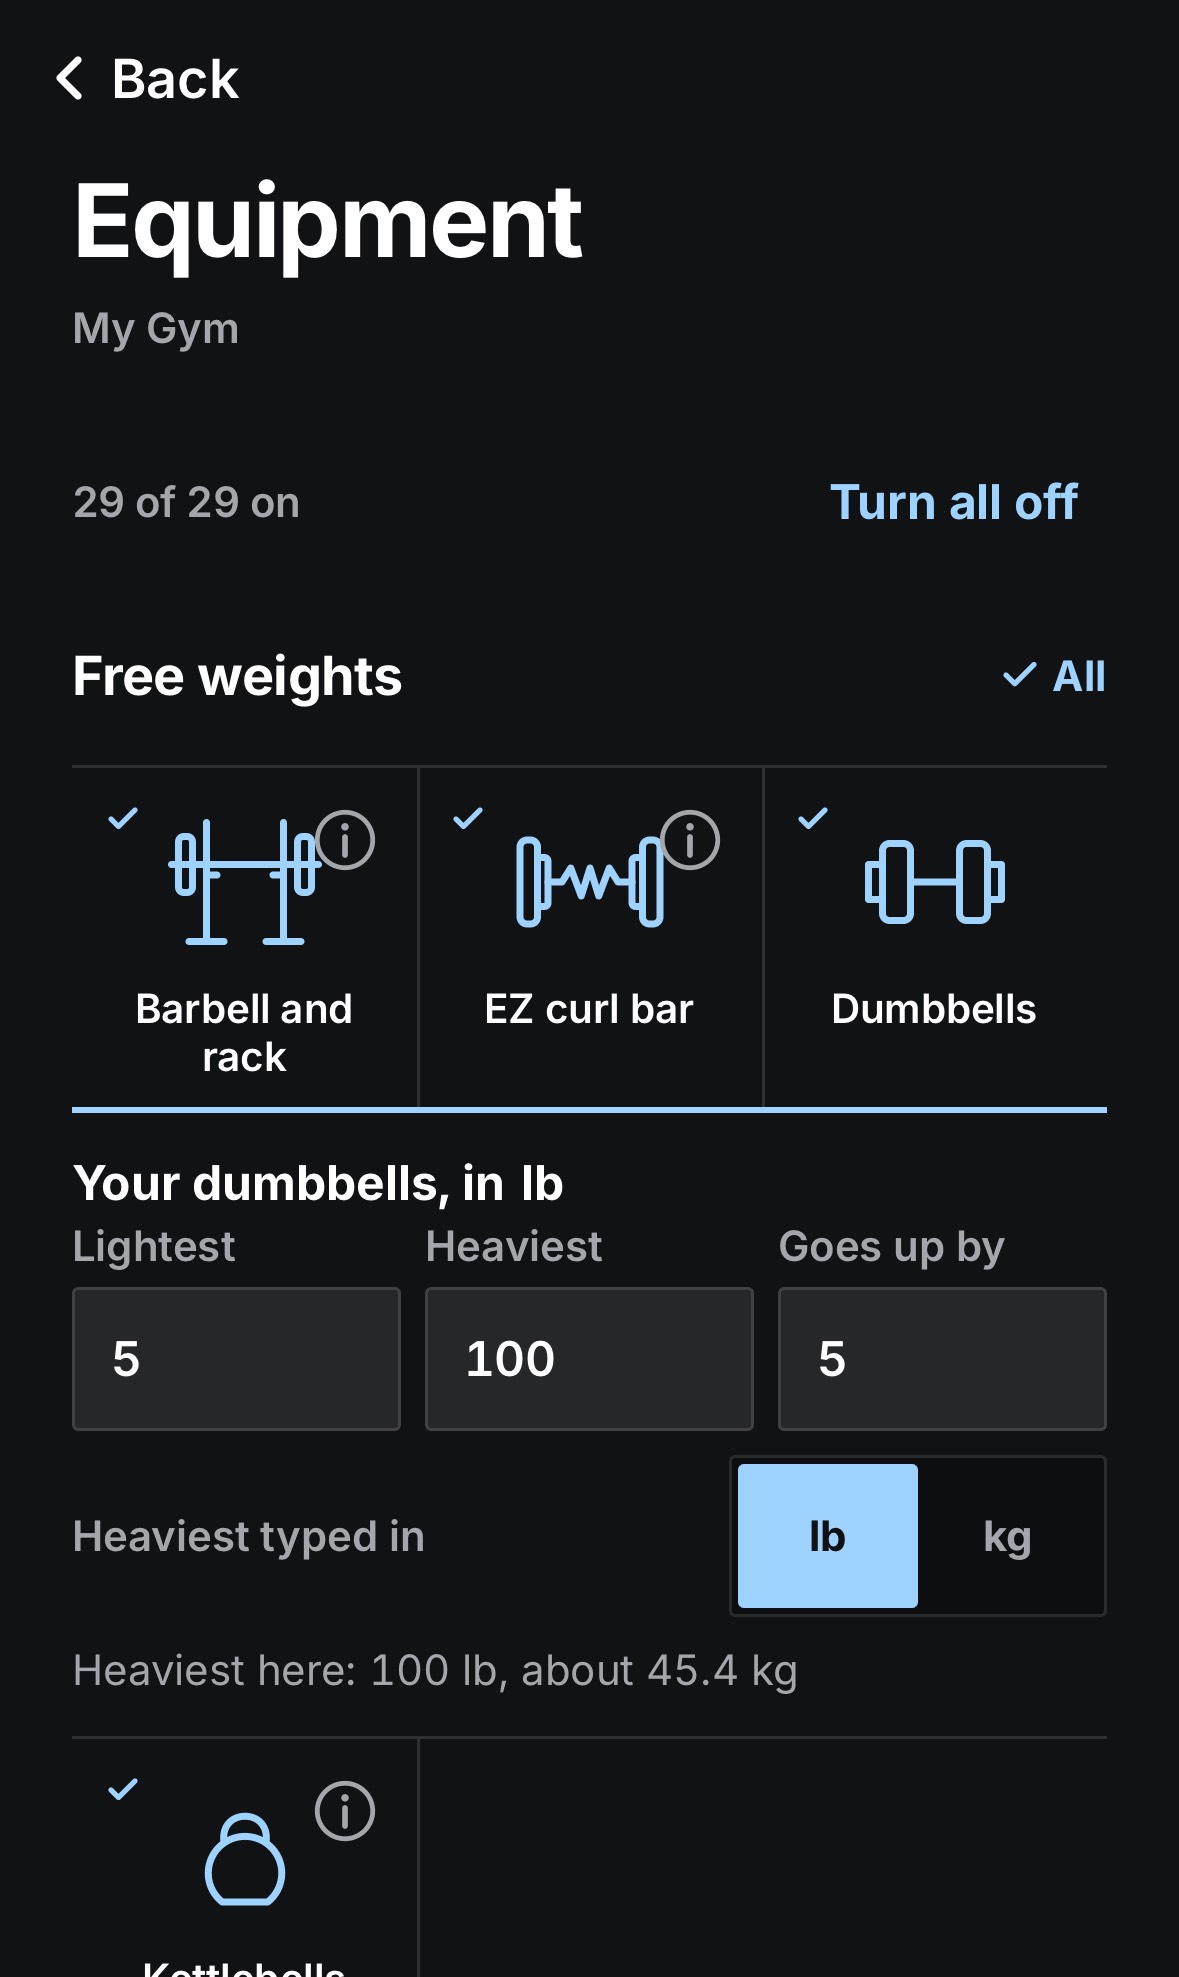 Back
Equipment
My Gym
29 of 29 on
Turn all off
Free weights
All
Barbell and
rack
EZ curl bar
Dumbbells
Your dumbbells, in lb
Lightest
Heaviest
Goes up by
5
100
5
Heaviest typed in
lb
kg
Heaviest here: 100 lb, about 45.4 kg
Kettlebells